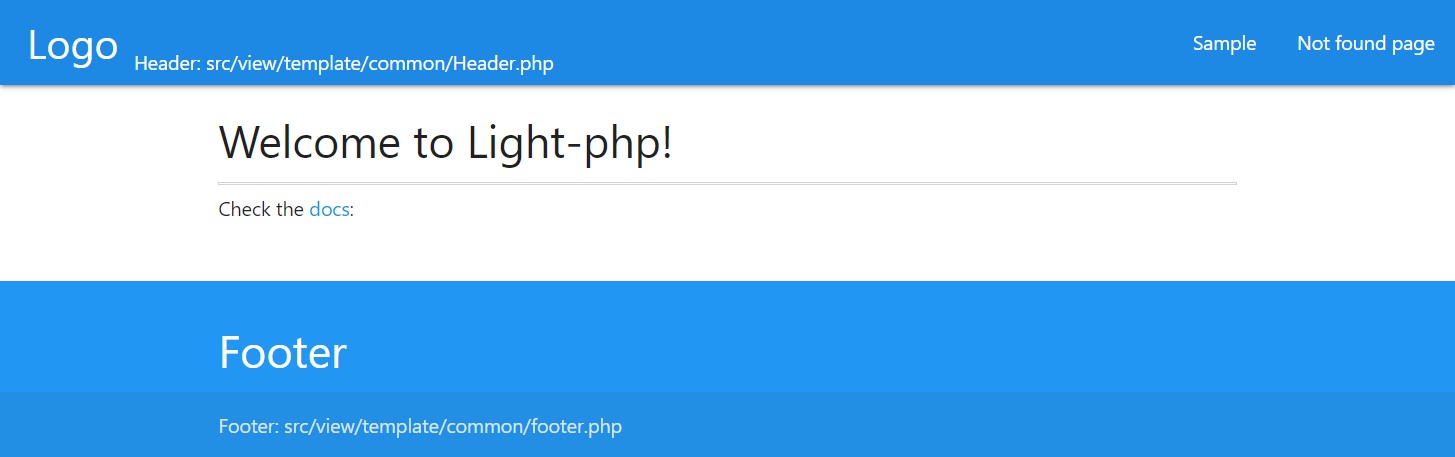 Logo Header: src/view/template/common/Header.php Sample Not found page
Welcome to Light-php!
Check the docs:
Footer
Footer: src/view/template/common/footer.php